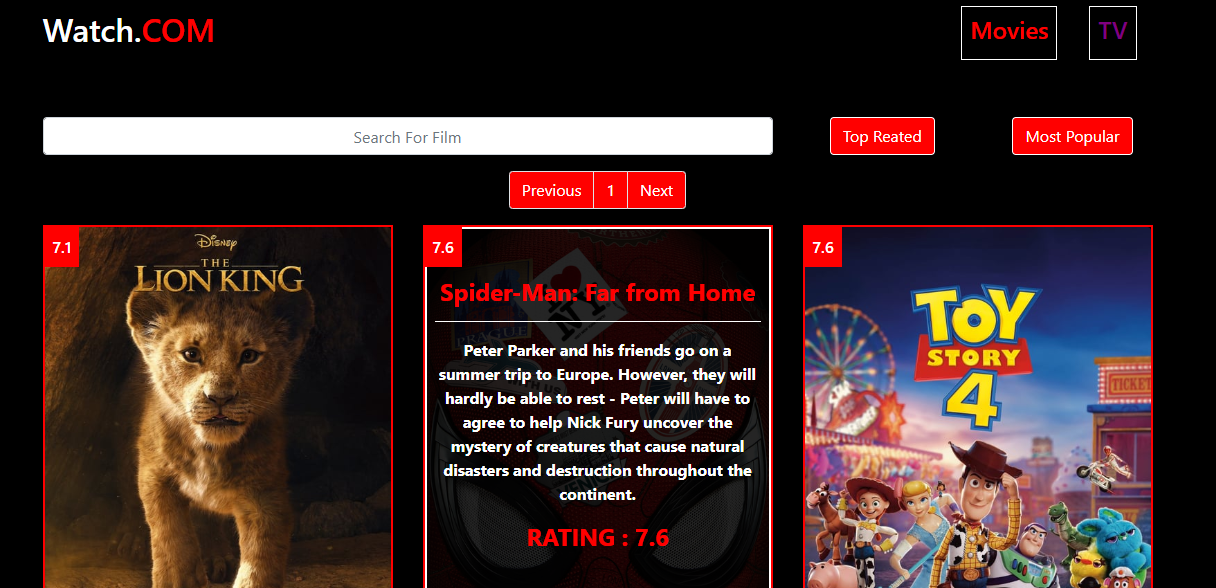 Watch.COM
Movies
TV
Search For Film
Top Reated
Most Popular
Previous 1 Next
7.1
DISNEY
THE
LION KING
7.6
Spider-Man: Far from Home
Peter Parker and his friends go on a
summer trip to Europe. However, they will
hardly be able to rest - Peter will have to
agree to help Nick Fury uncover the
mystery of creatures that cause natural
disasters and destruction throughout the
continent.
RATING : 7.6
NY
PRAGUE
7.6
TOY
STORY
4
TICKET